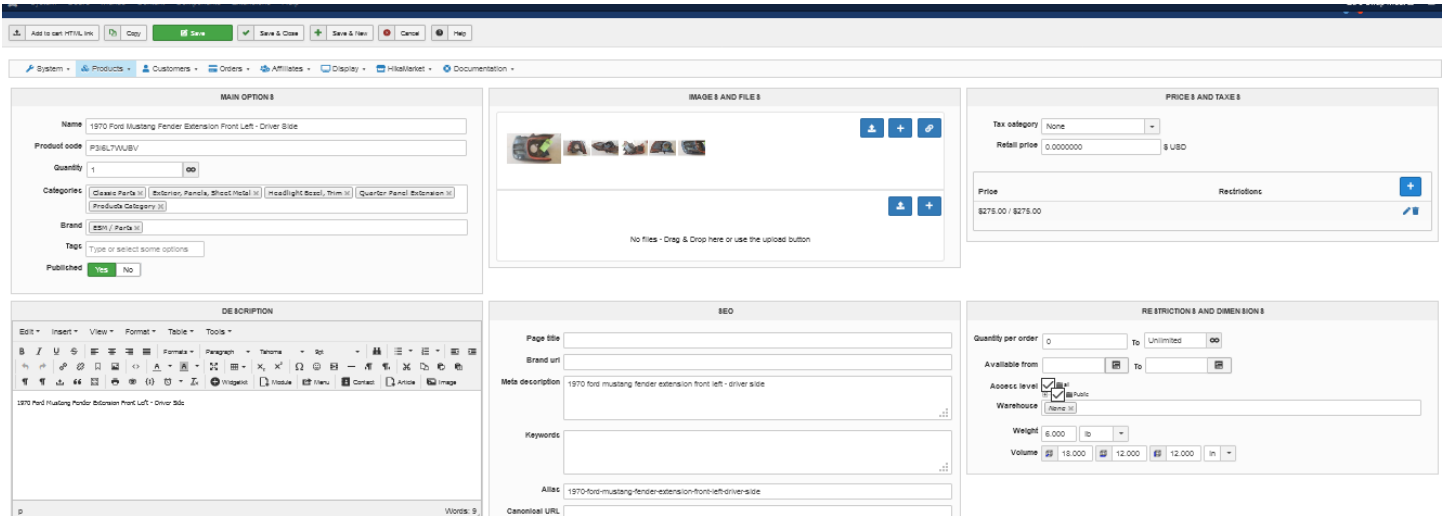 Add to cart HTML link
Copy
Save
Save & Close
Save & New
Cancel
Help
System
Products
Customers
Orders
Affiliates
Display
HikaMarket
Documentation
MAIN OPTIONS
Name 1970 Ford Mustang Fender Extension Front Left - Driver Side
Product code P3I6L7WUBV
Quantity 1
Categories Classic Parts Exterior, Panels, Sheet Metal Headlight Bezel, Trim Quarter Panel Extension
Products Category
Brand ESM / Parts
Tags Type or select some options
Published Yes No
IMAGES AND FILES
No files - Drag & Drop here or use the upload button
PRICES AND TAXES
Tax category None
Retail price 0.0000000 $ USD
Price Restrictions
$275.00 / $275.00
DESCRIPTION
Edit Insert View Format Table Tools
B I U S Formats Paragraph Tahoma 9pt
Widgetkit Module Menu Contact Article Image
1970 Ford Mustang Fender Extension Front Left - Driver Side
p Words: 9
SEO
Page title
Brand url
Meta description 1970 ford mustang fender extension front left - driver side
Keywords
Alias 1970-ford-mustang-fender-extension-front-left-driver-side
Canonical URL
RESTRICTIONS AND DIMENSIONS
Quantity per order 0 To Unlimited
Available from To
Access level all
Public
Warehouse None
Weight 6.000 lb
Volume 18.000 12.000 12.000 in